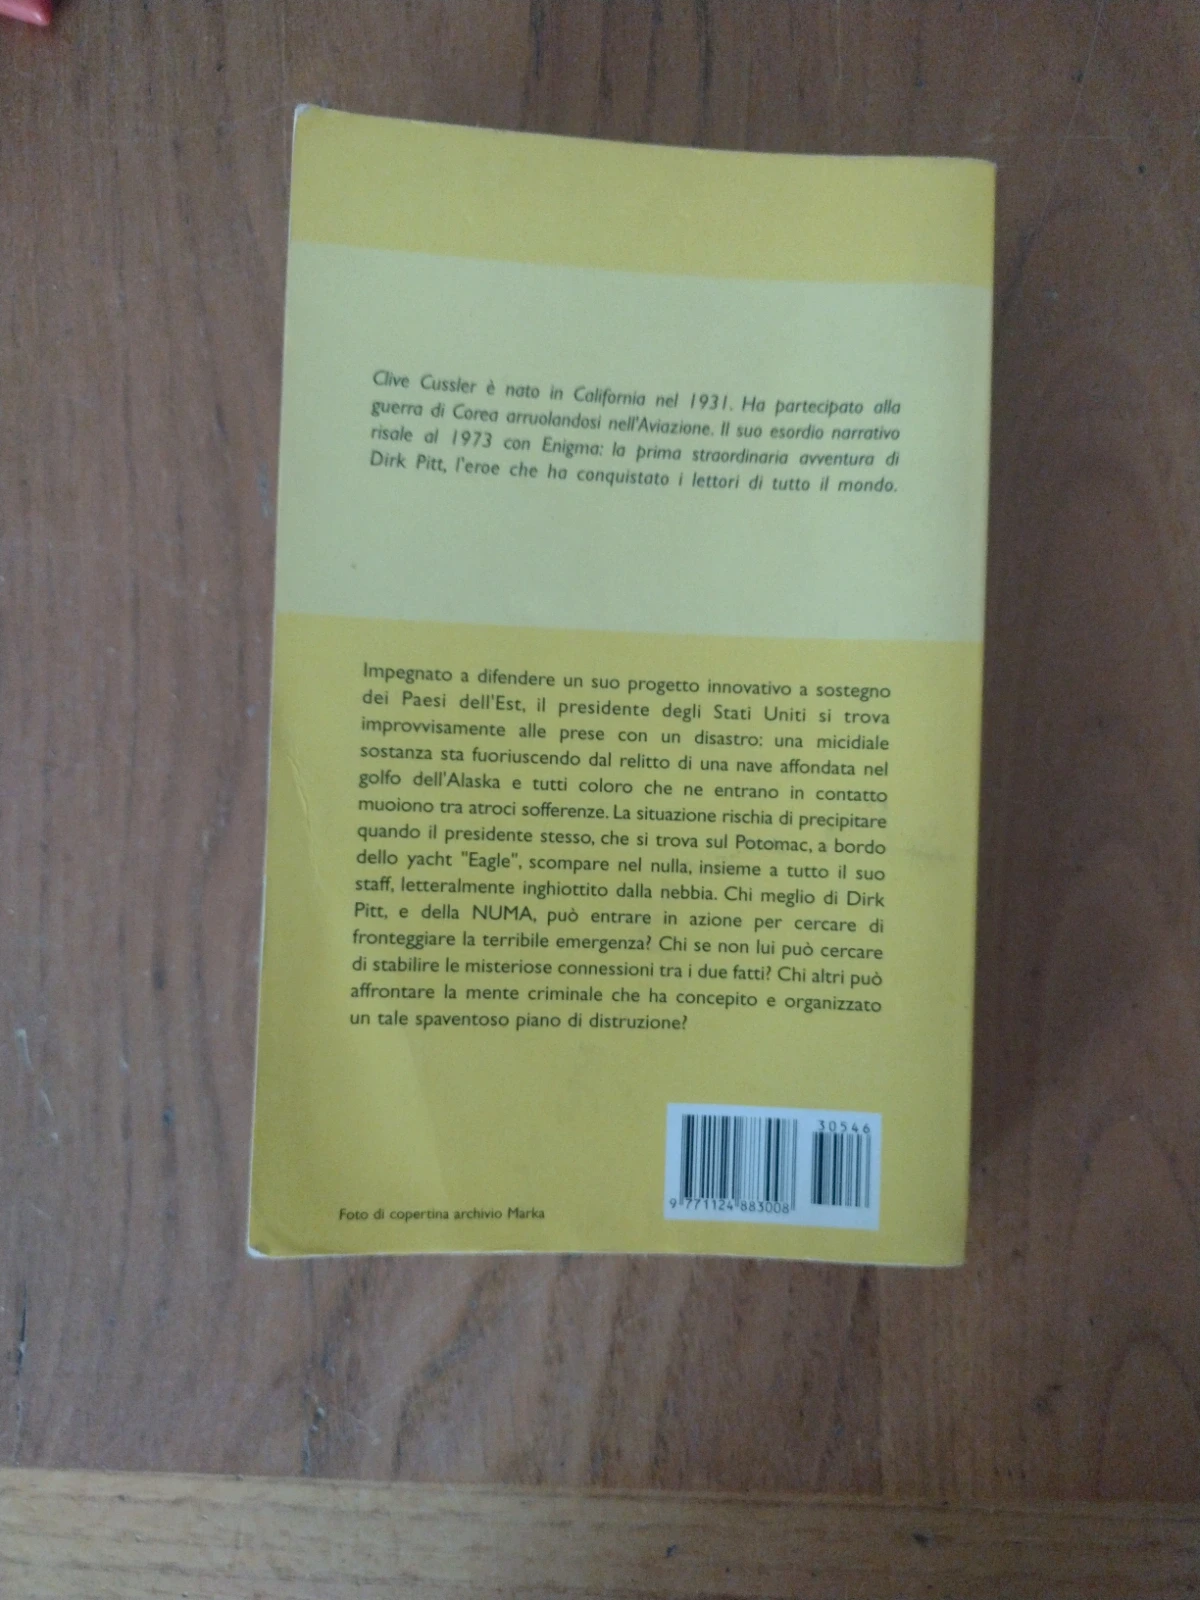 Clive Cussler è nato in California nel 1931. Ha partecipato alla
guerra di Corea arruolandosi nell'Aviazione. Il suo esordio narrativo
risale al 1973 con Enigma: la prima straordinaria avventura di
Dirk Pitt, l'eroe che ha conquistato i lettori di tutto il mondo.
Impegnato a difendere un suo progetto innovativo a sostegno
dei Paesi dell'Est, il presidente degli Stati Uniti si trova
improvvisamente alle prese con un disastro: una micidiale
sostanza sta fuoriuscendo dal relitto di una nave affondata nel
golfo dell'Alaska e tutti coloro che ne entrano in contatto
muoiono tra atroci sofferenze. La situazione rischia di precipitare
quando il presidente stesso, che si trova sul Potomac, a bordo
dello yacht "Eagle", scompare nel nulla, insieme a tutto il suo
staff, letteralmente inghiottito dalla nebbia. Chi meglio di Dirk
Pitt, e della NUMA, può entrare in azione per cercare di
fronteggiare la terribile emergenza? Chi se non lui può cercare
di stabilire le misteriose connessioni tra i due fatti? Chi altri può
affrontare la mente criminale che ha concepito e organizzato
un tale spaventoso piano di distruzione?
30546
9 771124 883008
Foto di copertina archivio Marka